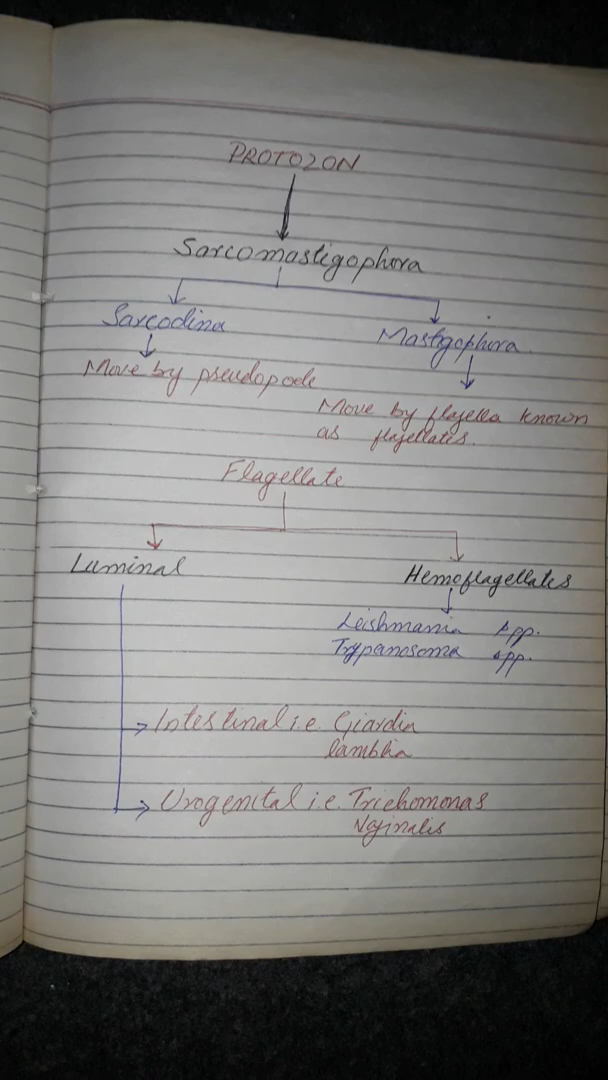 PROTOZON
Sarcomastigophora
Sarcodina
Mastigophora
Move by pseudopode
Move by flagella known
as flagellates.
Flagellate
Luminal
Hemoflagellates
Leishmania spp.
Trypanosoma spp.
Intestinal i.e. Giardia
lamblia
Urogenital i.e. Trichomonas
Vaginalis